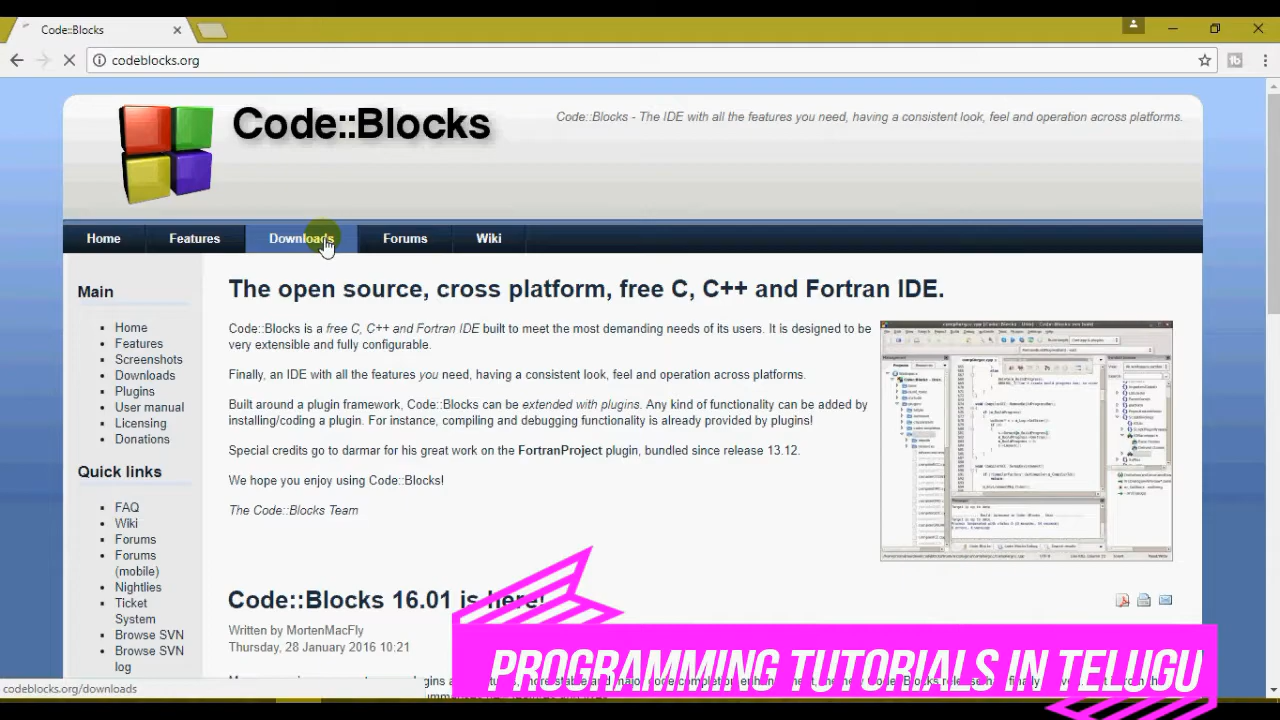 Code::Blocks
codeblocks.org
Code::Blocks
Code::Blocks - The IDE with all the features you need, having a consistent look, feel and operation across platforms.
Home Features Downloads Forums Wiki
Main
Home
Features
Screenshots
Downloads
Plugins
User manual
Licensing
Donations
Quick links
FAQ
Wiki
Forums
Forums
(mobile)
Nightlies
Ticket
System
Browse SVN
Browse SVN
log
The open source, cross platform, free C, C++ and Fortran IDE.
Code::Blocks is a free C, C++ and Fortran IDE built to meet the most demanding needs of its users. It is designed to be
very extensible and fully configurable.
Finally, an IDE with all the features you need, having a consistent look, feel and operation across platforms.
Built around a plugin framework, Code::Blocks can be extended with plugins. Any kind of functionality can be added by
installing/coding a plugin. For instance, compiling and debugging functionality is already provided by plugins!
Special credits go to darmar for his great work on the FortranProject plugin, bundled since release 13.12.
We hope you enjoy using Code::Blocks!
The Code::Blocks Team
Code::Blocks 16.01 is here!
Written by MortenMacFly
Thursday, 28 January 2016 10:21
codeblocks.org/downloads
PROGRAMMING TUTORIALS IN TELUGU